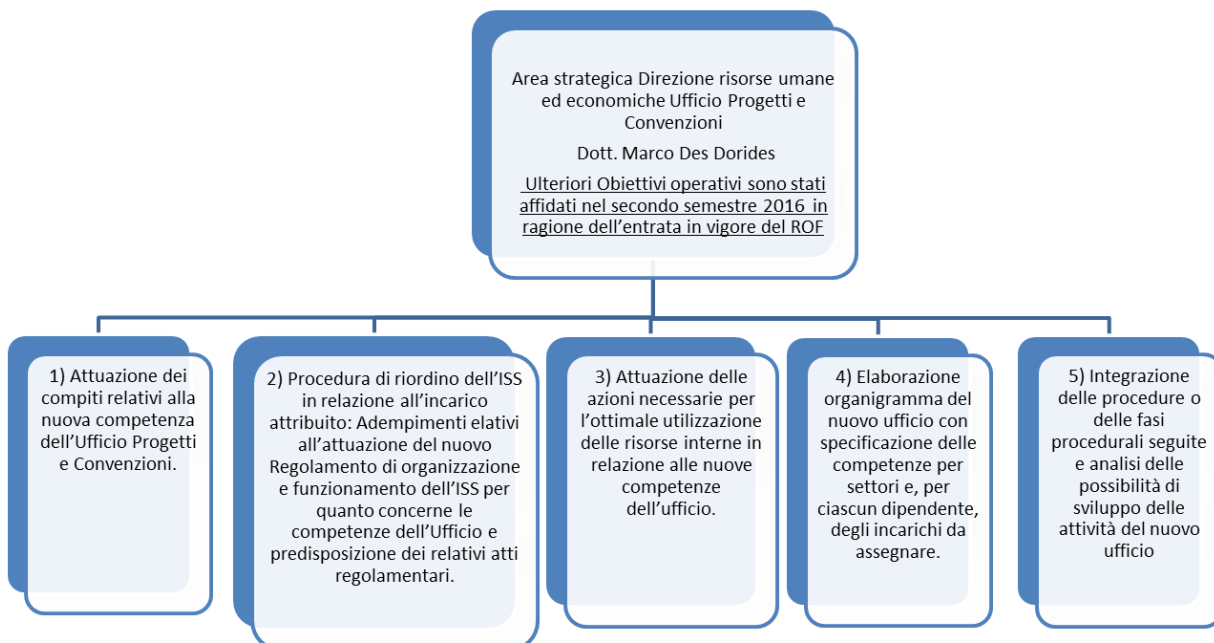 Area strategica Direzione risorse umane
ed economiche Ufficio Progetti e
Convenzioni
Dott. Marco Des Dorides
Ulteriori Obiettivi operativi sono stati
affidati nel secondo semestre 2016 in
ragione dell’entrata in vigore del ROF
1) Attuazione dei
compiti relativi alla
nuova competenza
dell’Ufficio Progetti
e Convenzioni.
2) Procedura di riordino dell’ISS
in relazione all’incarico
attribuito: Adempimenti elativi
all’attuazione del nuovo
Regolamento di organizzazione
e funzionamento dell’ISS per
quanto concerne le
competenze dell’Ufficio e
predisposizione dei relativi atti
regolamentari.
3) Attuazione delle
azioni necessarie per
l’ottimale utilizzazione
delle risorse interne in
relazione alle nuove
competenze
dell’ufficio.
4) Elaborazione
organigramma del
nuovo ufficio con
specificazione delle
competenze per
settori e, per
ciascun dipendente,
degli incarichi da
assegnare.
5) Integrazione
delle procedure o
delle fasi
procedurali seguite
e analisi delle
possibilità di
sviluppo delle
attività del nuovo
ufficio